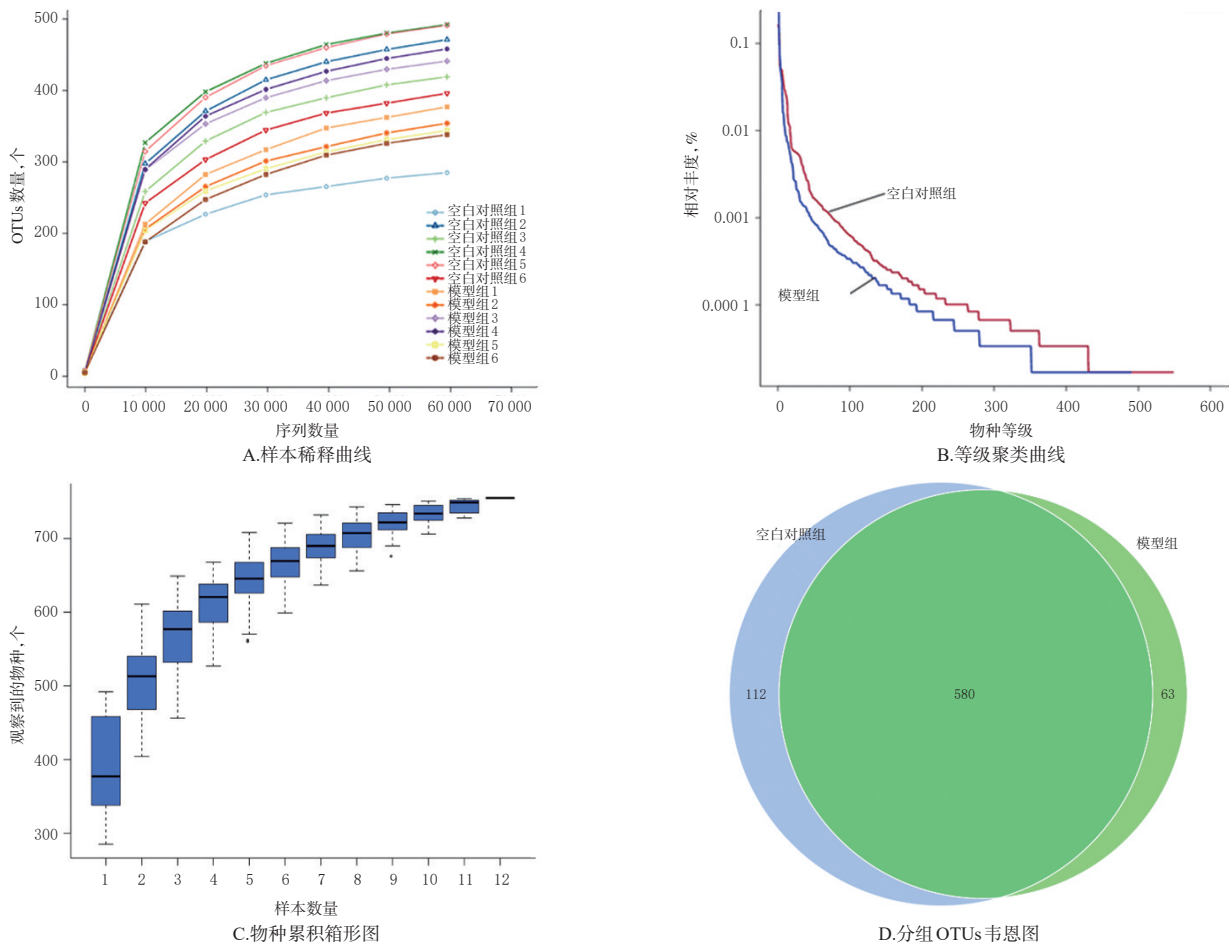 500
400
300
200
100
0
OTUs 数量,个
空白对照组1
空白对照组2
空白对照组3
空白对照组4
空白对照组5
空白对照组6
模型组1
模型组2
模型组3
模型组4
模型组5
模型组6
0 10 000 20 000 30 000 40 000 50 000 60 000 70 000
序列数量
A.样本稀释曲线
0.1
0.01
0.001
0.000 1
相对丰度,%
空白对照组
模型组
0 100 200 300 400 500 600
物种等级
B.等级聚类曲线
700
600
500
400
300
观察到的物种,个
1 2 3 4 5 6 7 8 9 10 11 12
样本数量
C.物种累积箱形图
空白对照组
模型组
112 580 63
D.分组OTUs韦恩图